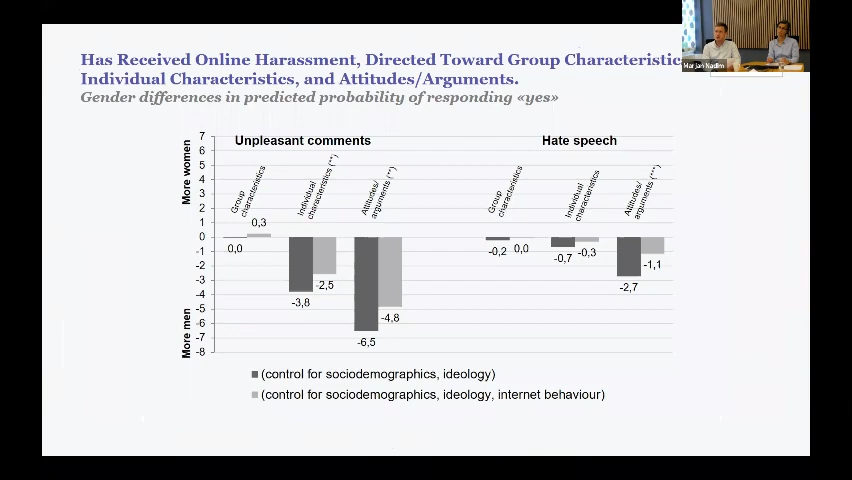 Has Received Online Harassment, Directed Toward Group Characteristic
Individual Characteristics, and Attitudes/Arguments.
Gender differences in predicted probability of responding «yes»
Marjan Nadim
Unpleasant comments
Hate speech
More women
More men
7
6
5
4
3
2
1
0
-1
-2
-3
-4
-5
-6
-7
-8
Group
characteristics
Individual
characteristics (**)
Attitudes/
arguments (**)
Group
characteristics
Individual
characteristics
Attitudes/
arguments (***)
0,0
0,3
-3,8
-2,5
-6,5
-4,8
-0,2
0,0
-0,7
-0,3
-2,7
-1,1
(control for sociodemographics, ideology)
(control for sociodemographics, ideology, internet behaviour)